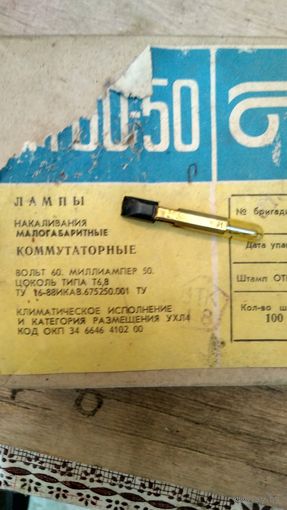 60-50
ЛАМПЫ
НАКАЛИВАНИЯ
МАЛОГАБАРИТНЫЕ
КОММУТАТОРНЫЕ
ВОЛЬТ 60. МИЛЛИАМПЕР 50.
ЦОКОЛЬ ТИПА Т6,8
ТУ 16-88ИКАВ.675250.001 ТУ
КЛИМАТИЧЕСКОЕ ИСПОЛНЕНИЕ
И КАТЕГОРИЯ РАЗМЕЩЕНИЯ УХЛ4
КОД ОКП 34 6646 4102 00
№ бригады
Дата упак
Штамп ОТ
Кол-во ш
100